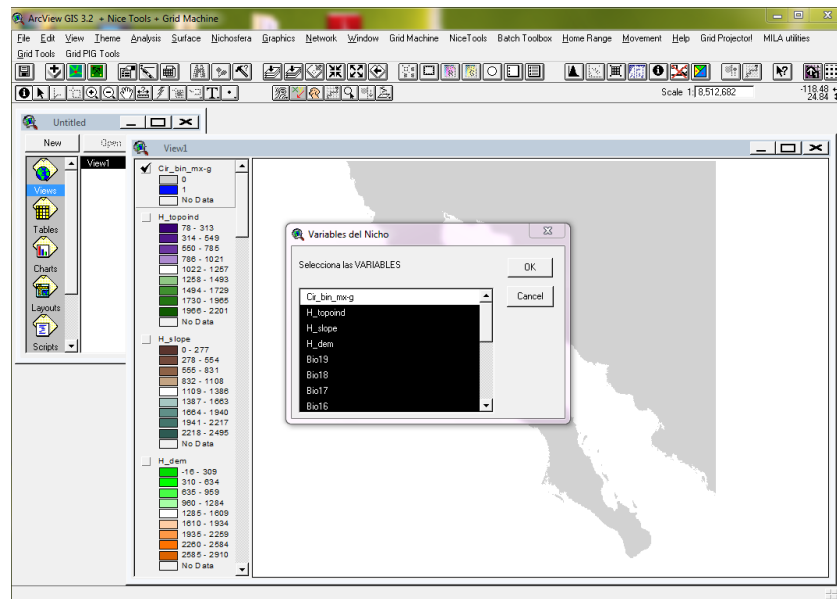 ArcView GIS 3.2 + Nice Tools + Grid Machine
File Edit View Theme Analysis Surface Nichosfera Graphics Network Window Grid Machine NiceTools Batch Toolbox Home Range Movement Help Grid Projector! MILA utilities
Grid Tools Grid PIG Tools
Scale 1: 8,512,682
-118.48
24.84
Untitled
New Open
View1
Views
Tables
Charts
Layouts
Scripts
View1
Cir_bin_mx-g
0
1
No Data
H_topoind
78 - 313
314 - 549
550 - 785
786 - 1021
1022 - 1257
1258 - 1493
1494 - 1729
1730 - 1965
1966 - 2201
No Data
H_slope
0 - 277
278 - 554
555 - 831
832 - 1108
1109 - 1386
1387 - 1663
1664 - 1940
1941 - 2217
2218 - 2495
No Data
H_dem
-16 - 309
310 - 634
635 - 959
960 - 1284
1285 - 1609
1610 - 1934
1935 - 2259
2260 - 2584
2585 - 2910
No Data
Variables del Nicho
Selecciona las VARIABLES
OK
Cancel
Cir_bin_mx-g
H_topoind
H_slope
H_dem
Bio19
Bio18
Bio17
Bio16